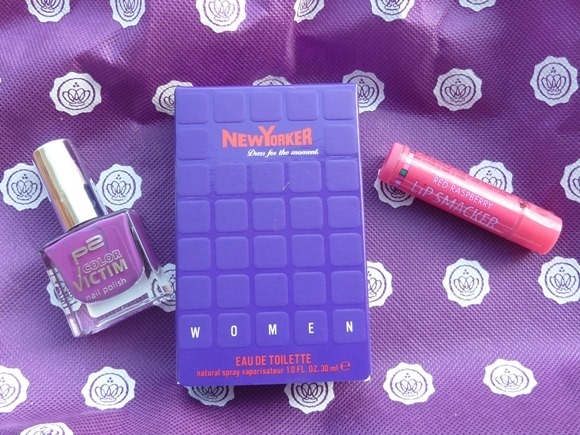 P2
COLOR
VICTIM
nail polish
NEWYORKER
Dress for the moment.
WOMEN
EAU DE TOILETTE
natural spray vaporisateur 1.0 FL. OZ. 30 ml ℮
RED RASPBERRY
LIP SMACKER